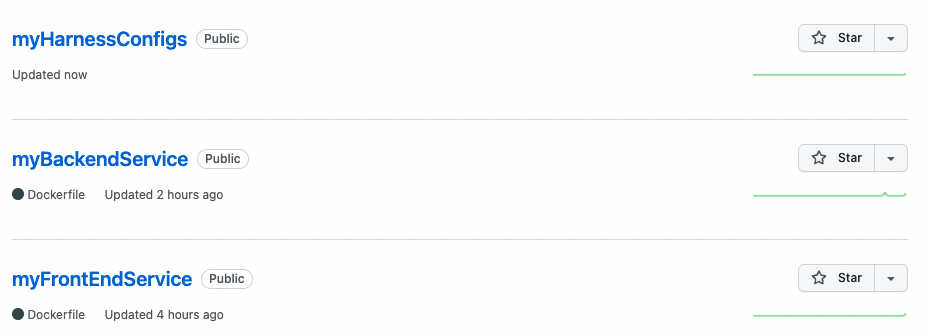 myHarnessConfigs Public Star
Updated now
myBackendService Public Star
Dockerfile Updated 2 hours ago
myFrontEndService Public Star
Dockerfile Updated 4 hours ago